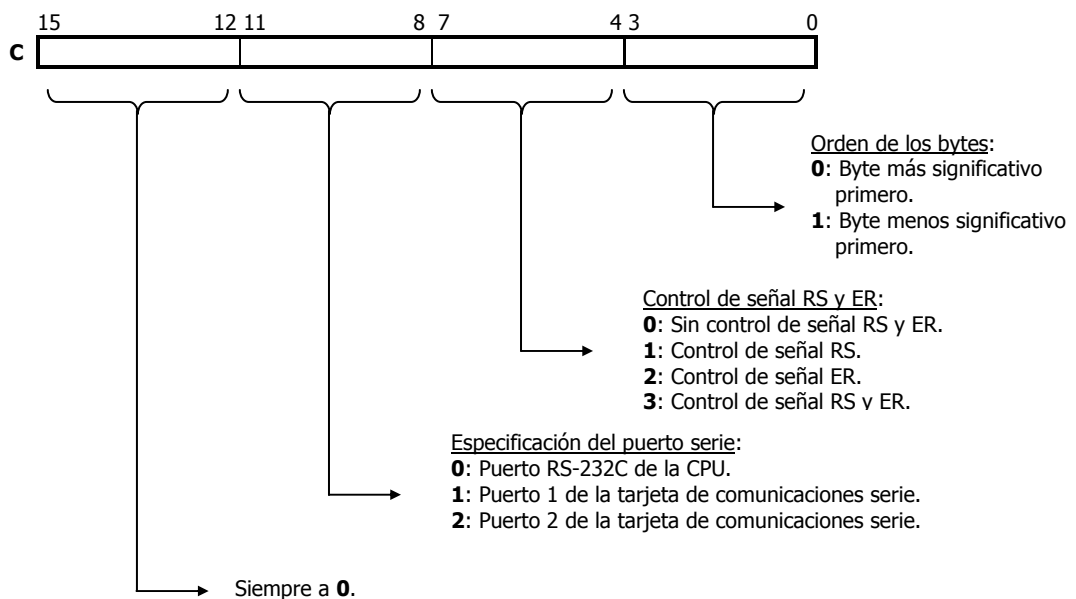 15 12 11 8 7 4 3 0
C
Orden de los bytes:
0: Byte más significativo
primero.
1: Byte menos significativo
primero.
Control de señal RS y ER:
0: Sin control de señal RS y ER.
1: Control de señal RS.
2: Control de señal ER.
3: Control de señal RS y ER.
Especificación del puerto serie:
0: Puerto RS-232C de la CPU.
1: Puerto 1 de la tarjeta de comunicaciones serie.
2: Puerto 2 de la tarjeta de comunicaciones serie.
Siempre a 0.